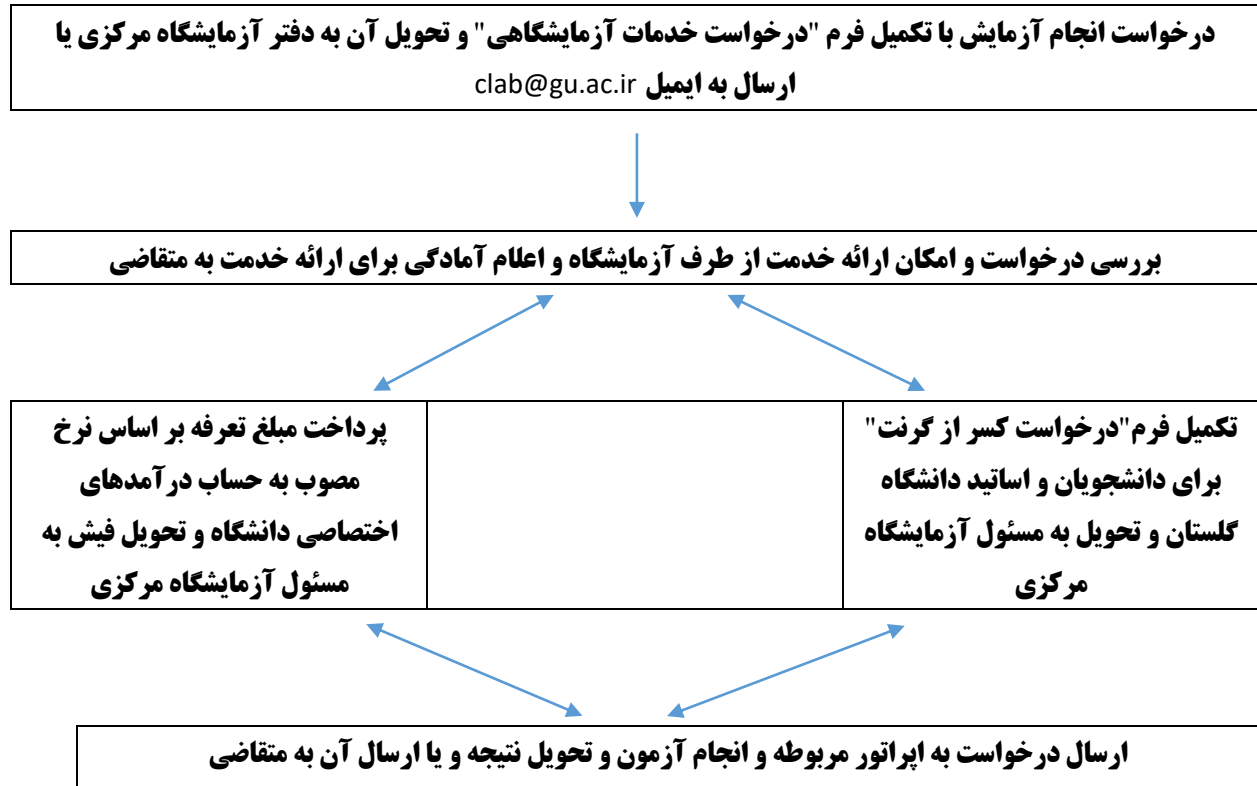 درخواست انجام آزمایش با تکمیل فرم "درخواست خدمات آزمایشگاهی" و تحویل آن به دفتر آزمایشگاه مرکزی یا
ارسال به ایمیل clab@gu.ac.ir
بررسی درخواست و امکان ارائه خدمت از طرف آزمایشگاه و اعلام آمادگی برای ارائه خدمت به متقاضی
تکمیل فرم"درخواست کسر از گرنت"
برای دانشجویان و اساتید دانشگاه
گلستان و تحویل به مسئول آزمایشگاه
مرکزی
پرداخت مبلغ تعرفه بر اساس نرخ
مصوب به حساب درآمدهای
اختصاصی دانشگاه و تحویل فیش به
مسئول آزمایشگاه مرکزی
ارسال درخواست به اپراتور مربوطه و انجام آزمون و تحویل نتیجه و یا ارسال آن به متقاضی